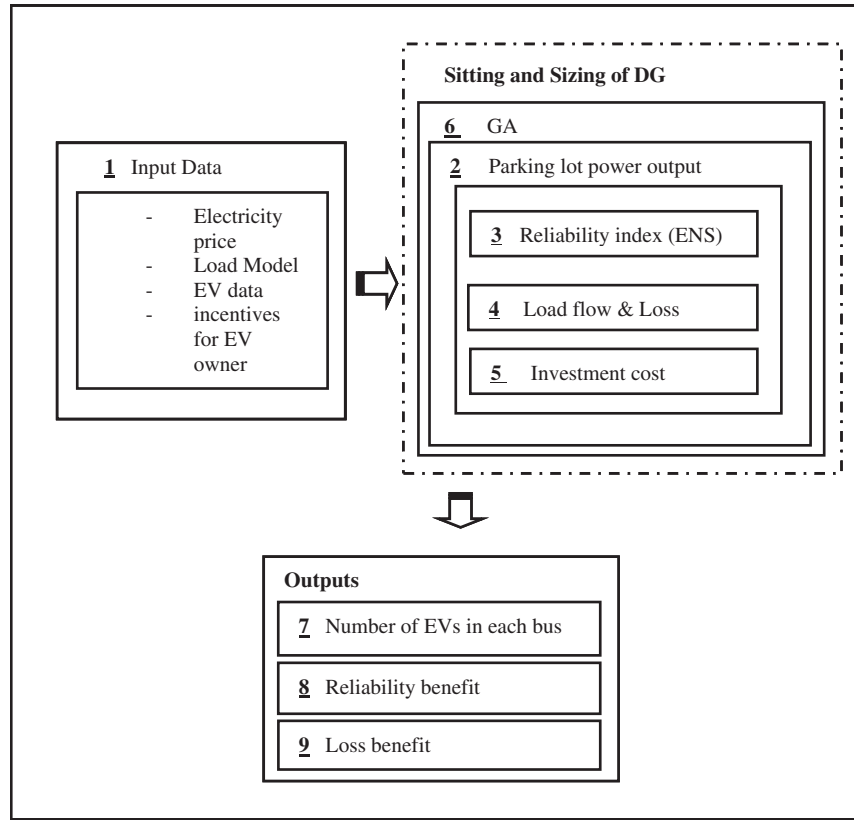 Sitting and Sizing of DG
6 GA
2 Parking lot power output
3 Reliability index (ENS)
4 Load flow & Loss
5 Investment cost
1 Input Data
- Electricity
price
- Load Model
- EV data
- incentives
for EV
owner
Outputs
7 Number of EVs in each bus
8 Reliability benefit
9 Loss benefit